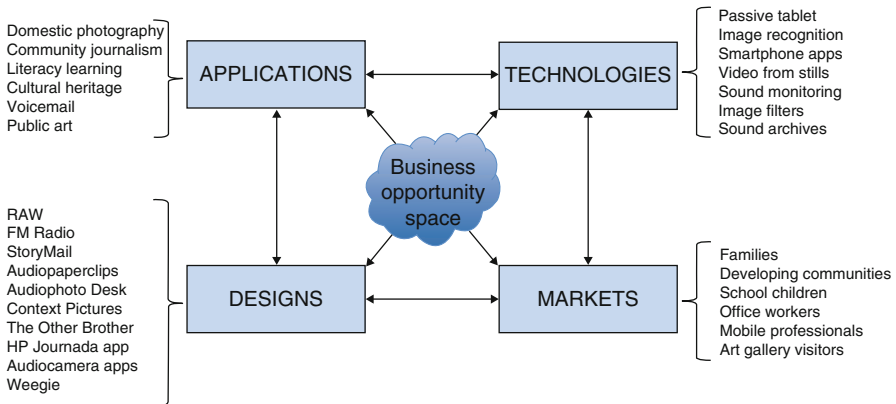 Domestic photography
Community journalism
Literacy learning
Cultural heritage
Voicemail
Public art
APPLICATIONS
TECHNOLOGIES
Passive tablet
Image recognition
Smartphone apps
Video from stills
Sound monitoring
Image filters
Sound archives
Business
opportunity
space
RAW
FM Radio
StoryMail
Audiopaperclips
Audiophoto Desk
Context Pictures
The Other Brother
HP Journada app
Audiocamera apps
Weegie
DESIGNS
MARKETS
Families
Developing communities
School children
Office workers
Mobile professionals
Art gallery visitors